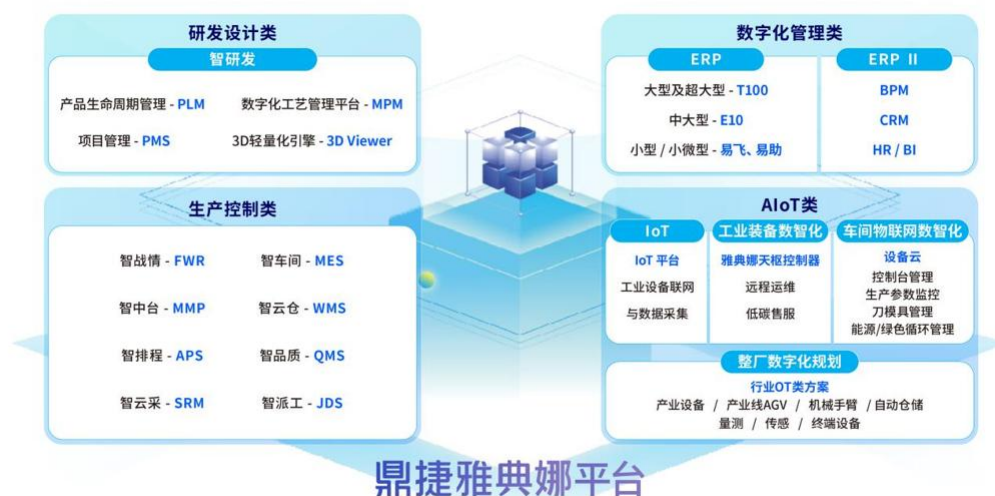 研发设计类
智研发
产品生命周期管理 - PLM
数字化工艺管理平台 - MPM
项目管理 - PMS
3D轻量化引擎 - 3D Viewer
数字化管理类
ERP
大型及超大型 - T100
中大型 - E10
小型 / 小微型 - 易飞、易助
ERP II
BPM
CRM
HR / BI
生产控制类
智战情 - FWR
智车间 - MES
智中台 - MMP
智云仓 - WMS
智排程 - APS
智品质 - QMS
智云采 - SRM
智派工 - JDS
AIoT类
IoT
IoT 平台
工业设备联网
与数据采集
工业装备数智化
雅典娜天枢控制器
远程运维
低碳售服
车间物联网数智化
设备云
控制台管理
生产参数监控
刀模具管理
能源/绿色循环管理
整厂数字化规划
行业OT类方案
产业设备 / 产业线AGV / 机械手臂 / 自动仓储
量测 / 传感 / 终端设备
鼎捷雅典娜平台